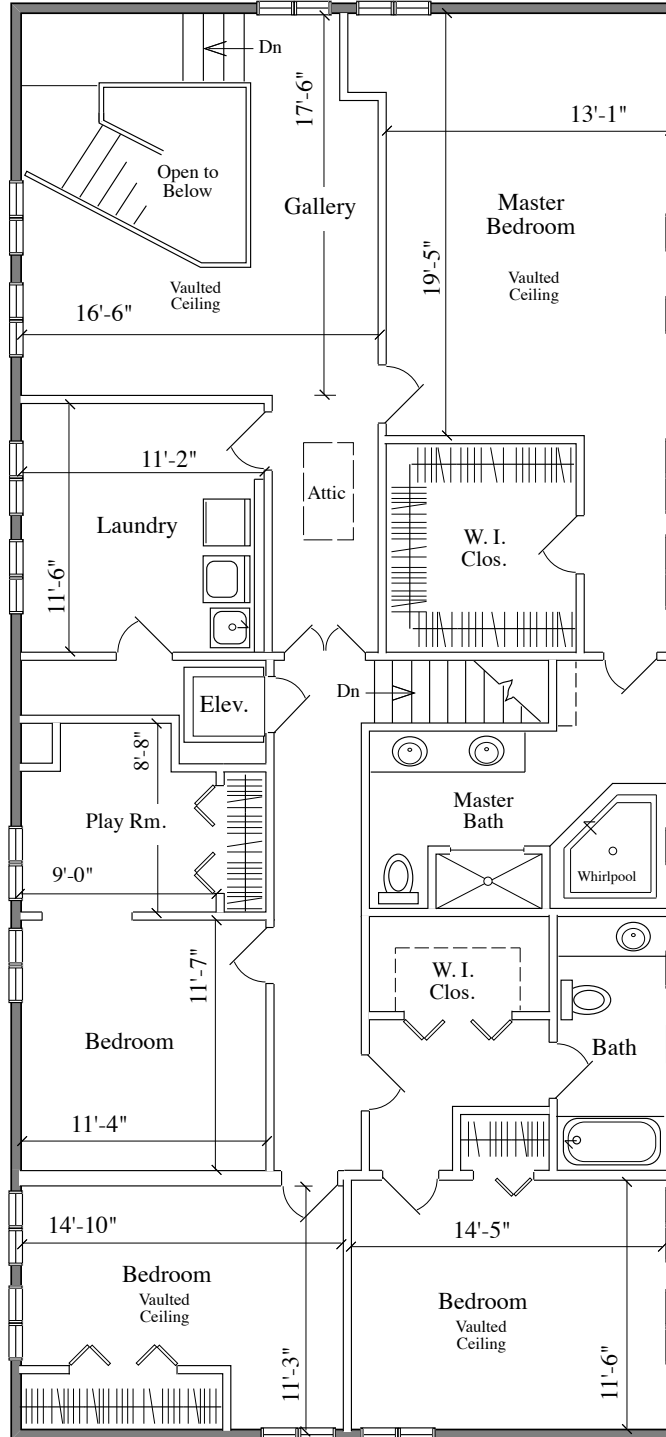 Dn
17'-6"
13'-1"
Open to
Below
Gallery
Master
Bedroom
Vaulted
Ceiling
19'-5"
Vaulted
Ceiling
16'-6"
11'-2"
Attic
Laundry
W. I.
Clos.
11'-6"
Elev.
Dn
8'-8"
Play Rm.
Master
Bath
9'-0"
Whirlpool
11'-7"
W. I.
Clos.
Bedroom
Bath
11'-4"
14'-10"
14'-5"
Bedroom
Vaulted
Ceiling
Bedroom
Vaulted
Ceiling
11'-3"
11'-6"